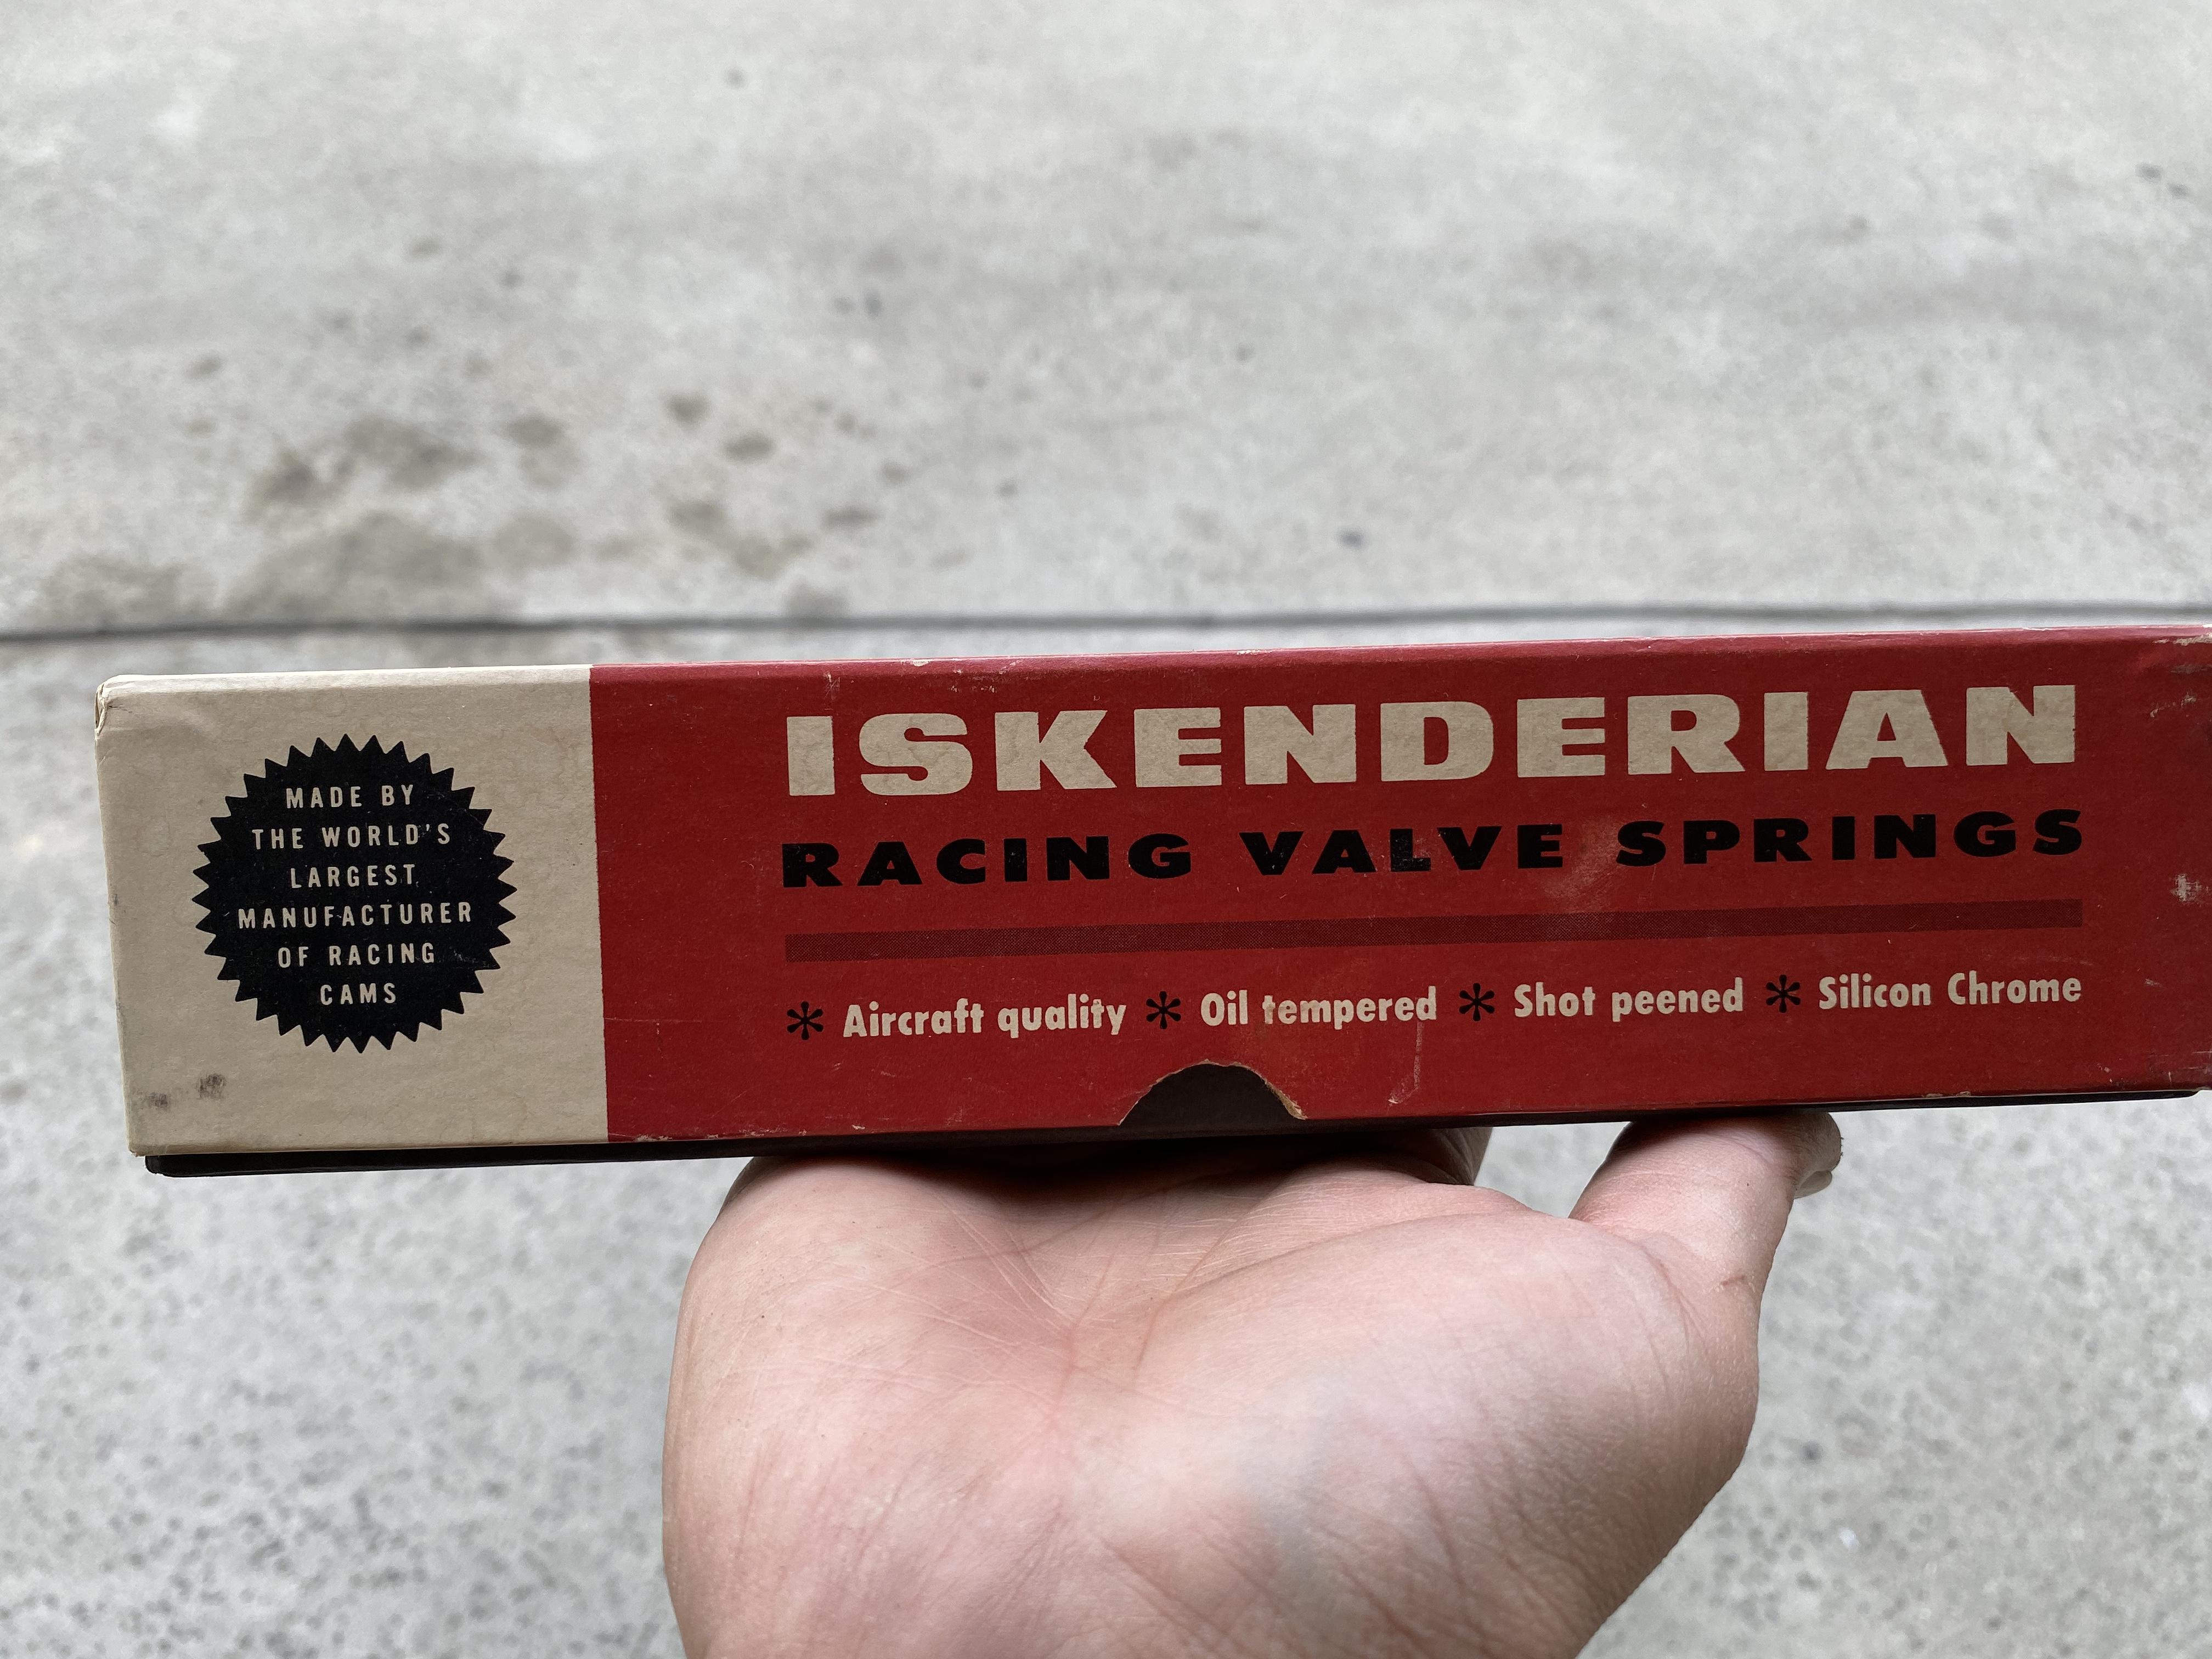 MADE BY
THE WORLD'S
LARGEST
MANUFACTURER
OF RACING
CAMS
ISKENDERIAN
RACING VALVE SPRINGS
* Aircraft quality * Oil tempered * Shot peened * Silicon Chrome